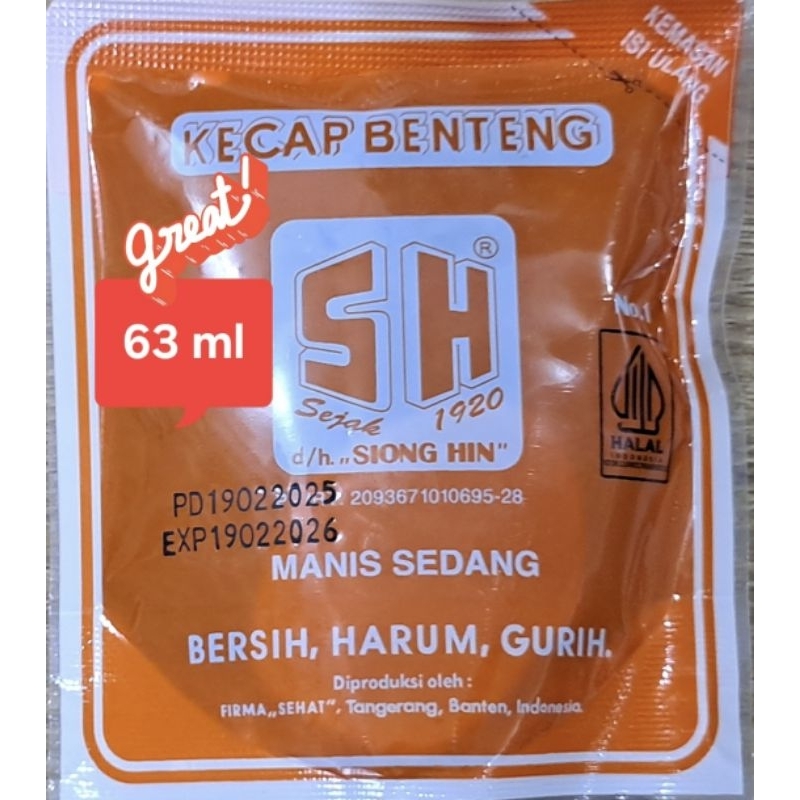 KEMASAN
ISI ULANG
KECAP BENTENG
great!
63 ml
SH®
Sejak 1920
d/h. „SIONG HIN"
No.1
HALAL
INDONESIA
PD19022025
EXP19022026
2093671010695-28
MANIS SEDANG
BERSIH, HARUM, GURIH.
Diproduksi oleh :
FIRMA „SEHAT", Tangerang, Banten, Indonesia.